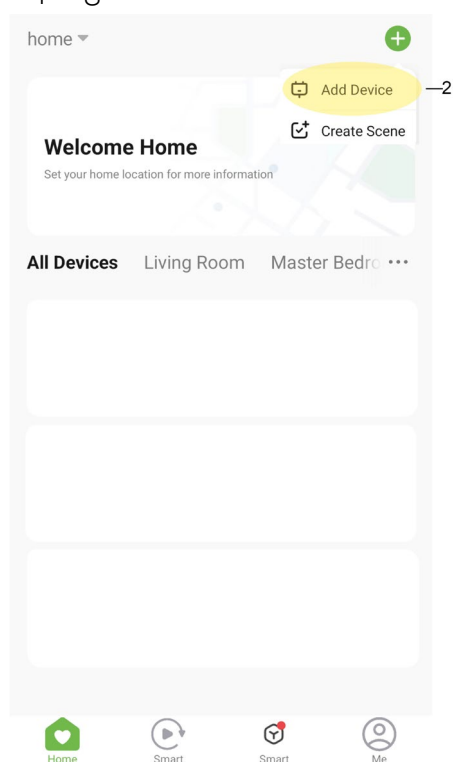 home
Add Device
2
Create Scene
Welcome Home
Set your home location for more information
All Devices Living Room Master Bedro ...
Home Smart Smart Me